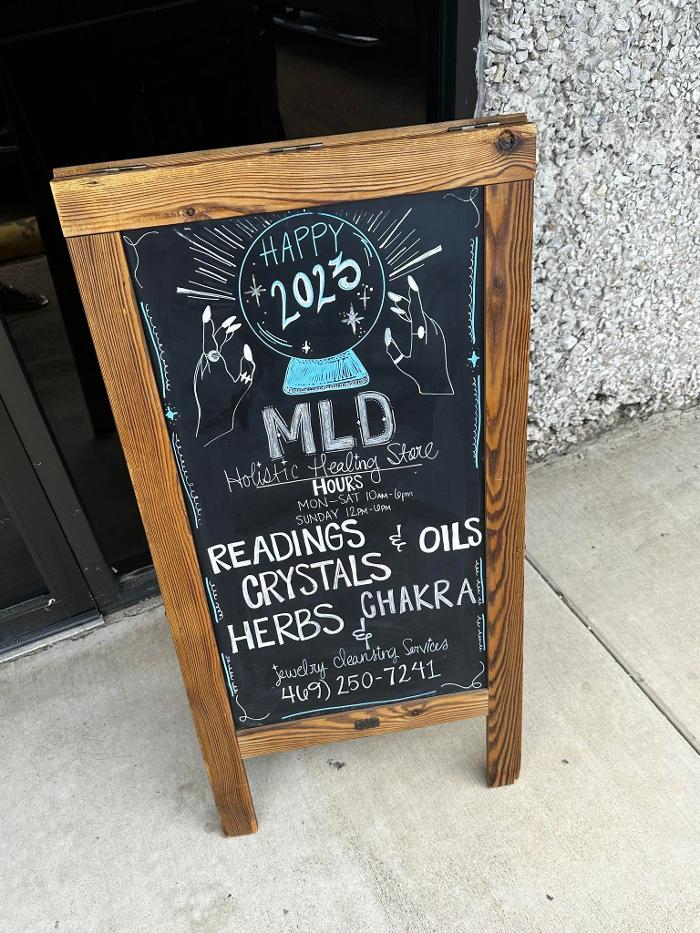 HAPPY
2023
MLD
Holistic Healing Store
HOURS
MON-SAT 10AM-6pm
SUNDAY 12PM-6PM
READINGS & OILS
CRYSTALS
HERBS & CHAKRA
jewelry cleansing Services
469) 250-7241